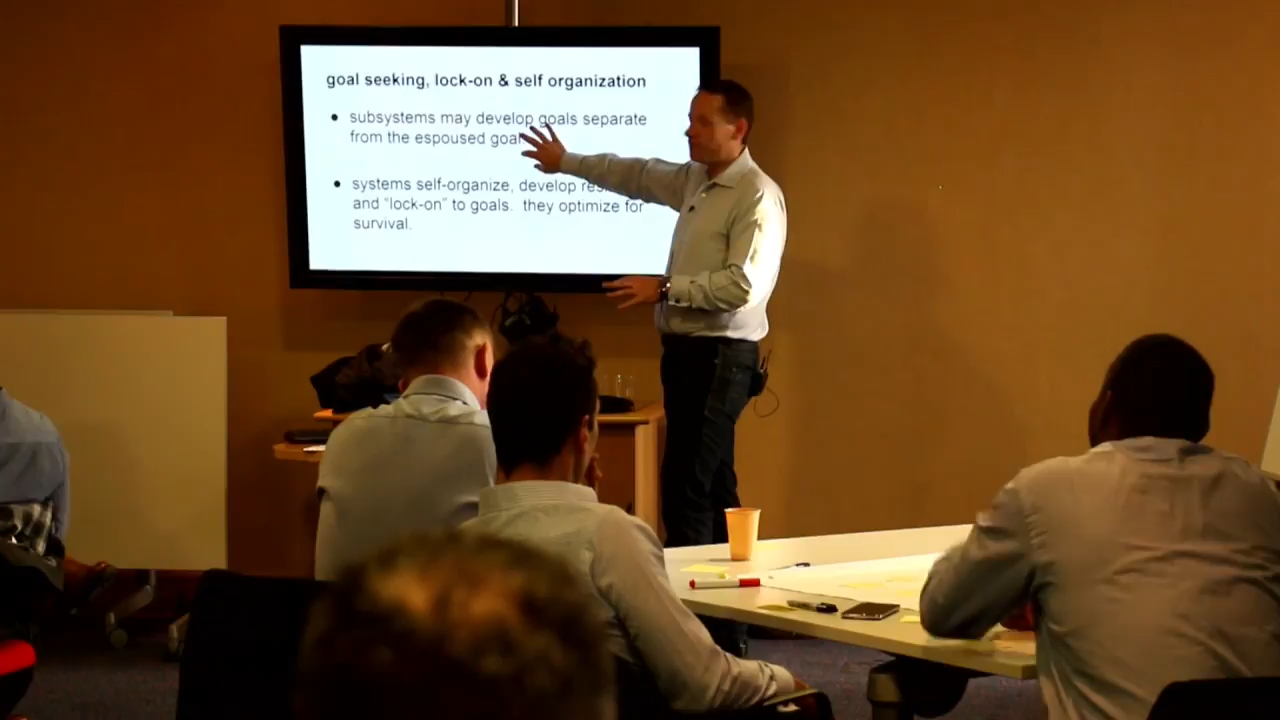 goal seeking, lock-on & self organization
• subsystems may develop goals separate
from the espoused goal
• systems self-organize, develop
and “lock-on” to goals. they optimize for
survival.